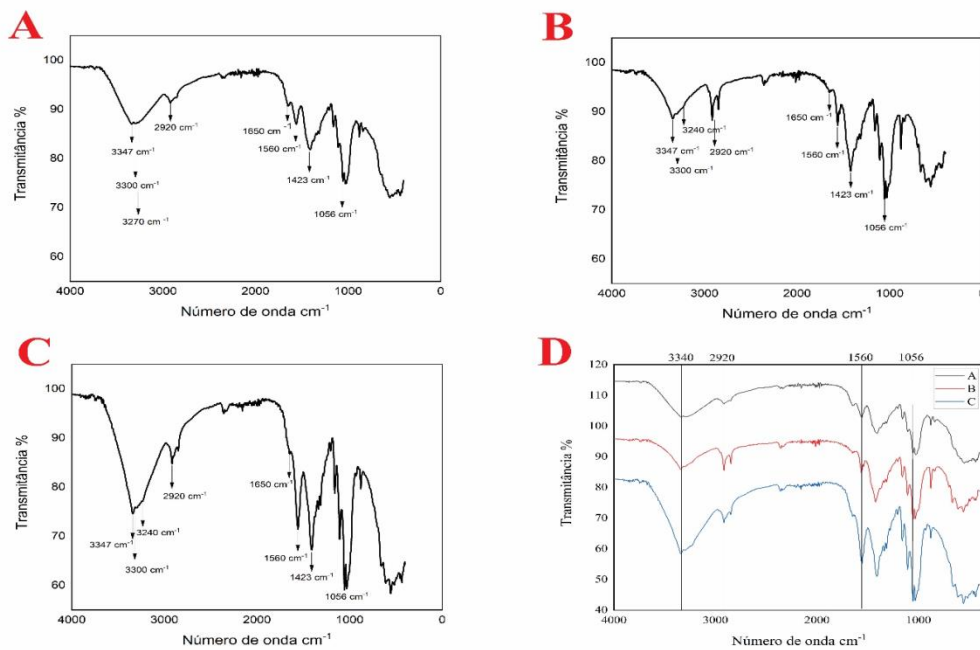 A
100
90
80
70
60
Transmitância %
2920 cm⁻¹
3347 cm⁻¹
3300 cm⁻¹
3270 cm⁻¹
1650 cm⁻¹
1560 cm⁻¹
1423 cm⁻¹
1056 cm⁻¹
4000 3000 2000 1000 0
Número de onda cm⁻¹
B
100
90
80
70
60
Transmitância %
3240 cm⁻¹
3347 cm⁻¹
2920 cm⁻¹
3300 cm⁻¹
1650 cm⁻¹
1560 cm⁻¹
1423 cm⁻¹
1056 cm⁻¹
4000 3000 2000 1000 0
Número de onda cm⁻¹
C
100
90
80
70
60
Transmitância %
2920 cm⁻¹
3240 cm⁻¹
3347 cm⁻¹
3300 cm⁻¹
1650 cm⁻¹
1560 cm⁻¹
1423 cm⁻¹
1056 cm⁻¹
4000 3000 2000 1000 0
Número de onda cm⁻¹
D
3340 2920 1560 1056
120
110
100
90
80
70
60
50
40
Transmitância %
A
B
C
4000 3000 2000 1000
Número de onda cm⁻¹